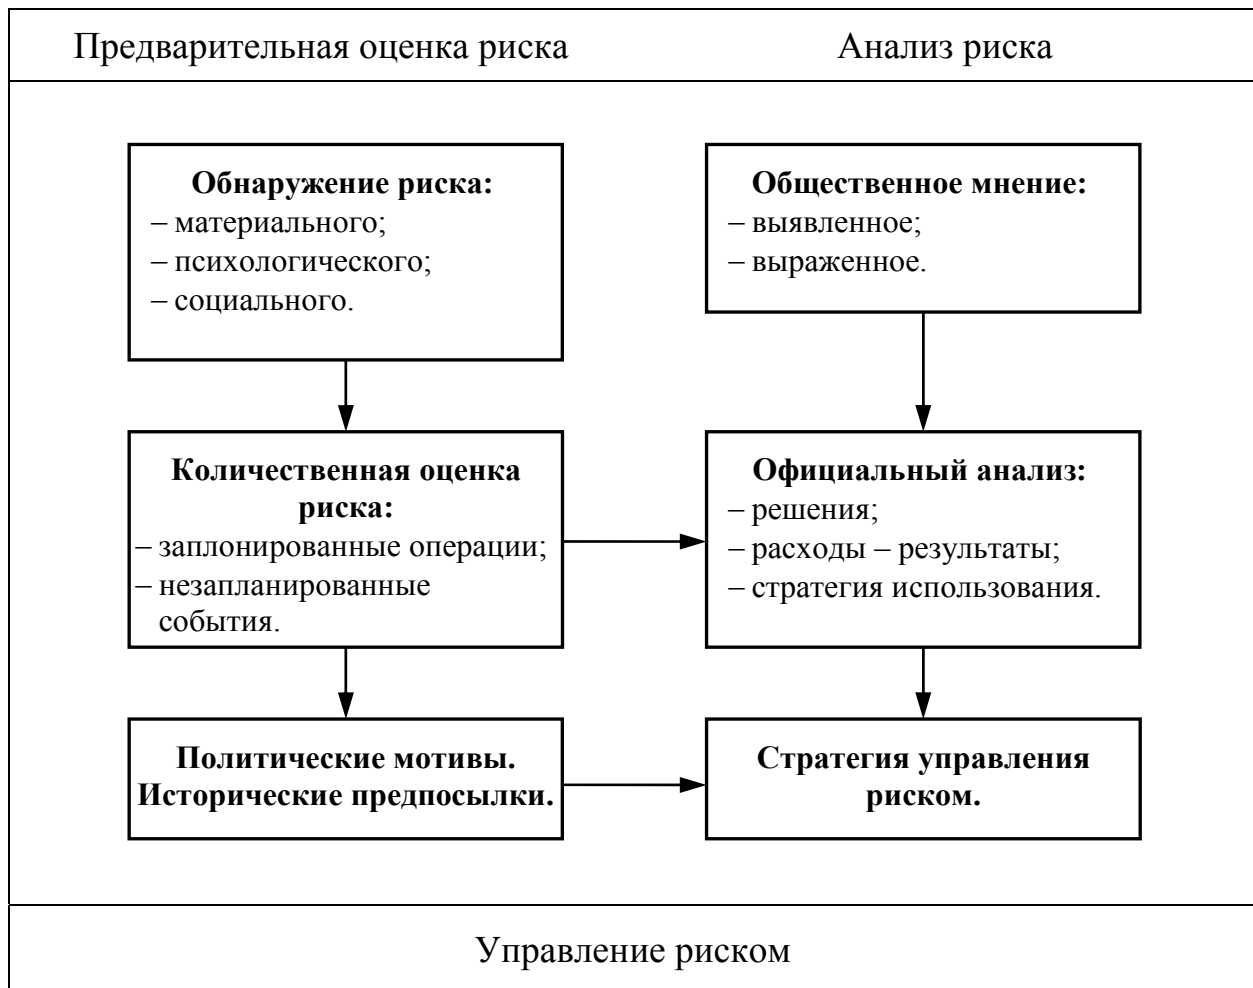 Предварительная оценка риска
Анализ риска
Обнаружение риска:
– материального;
– психологического;
– социального.
Общественное мнение:
– выявленное;
– выраженное.
Количественная оценка
риска:
– заплонированные операции;
– незапланированные
события.
Официальный анализ:
– решения;
– расходы – результаты;
– стратегия использования.
Политические мотивы.
Исторические предпосылки.
Стратегия управления
риском.
Управление риском